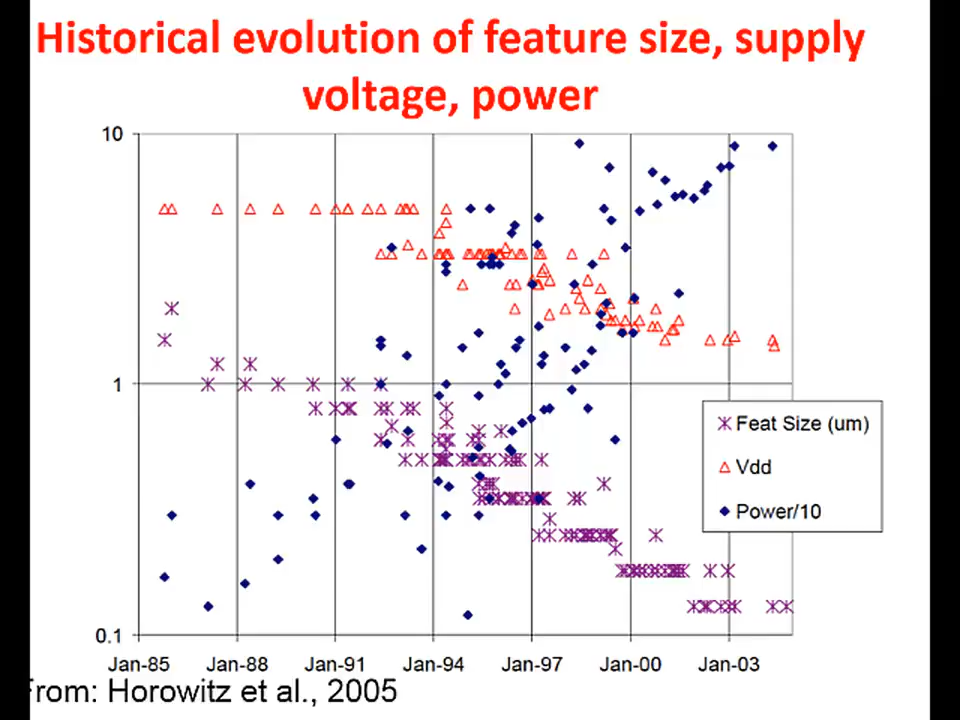 Historical evolution of feature size, supply
voltage, power
10
1
0.1
Feat Size (um)
Vdd
Power/10
Jan-85 Jan-88 Jan-91 Jan-94 Jan-97 Jan-00 Jan-03
From: Horowitz et al., 2005